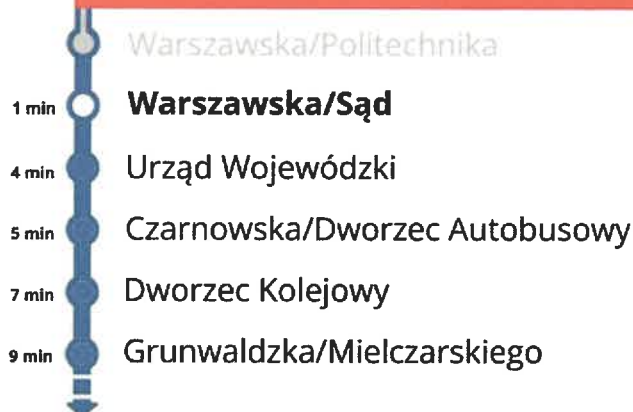 Warszawska/Politechnika
1 min Warszawska/Sąd
4 min Urząd Wojewódzki
5 min Czarnowska/Dworzec Autobusowy
7 min Dworzec Kolejowy
9 min Grunwaldzka/Mielczarskiego